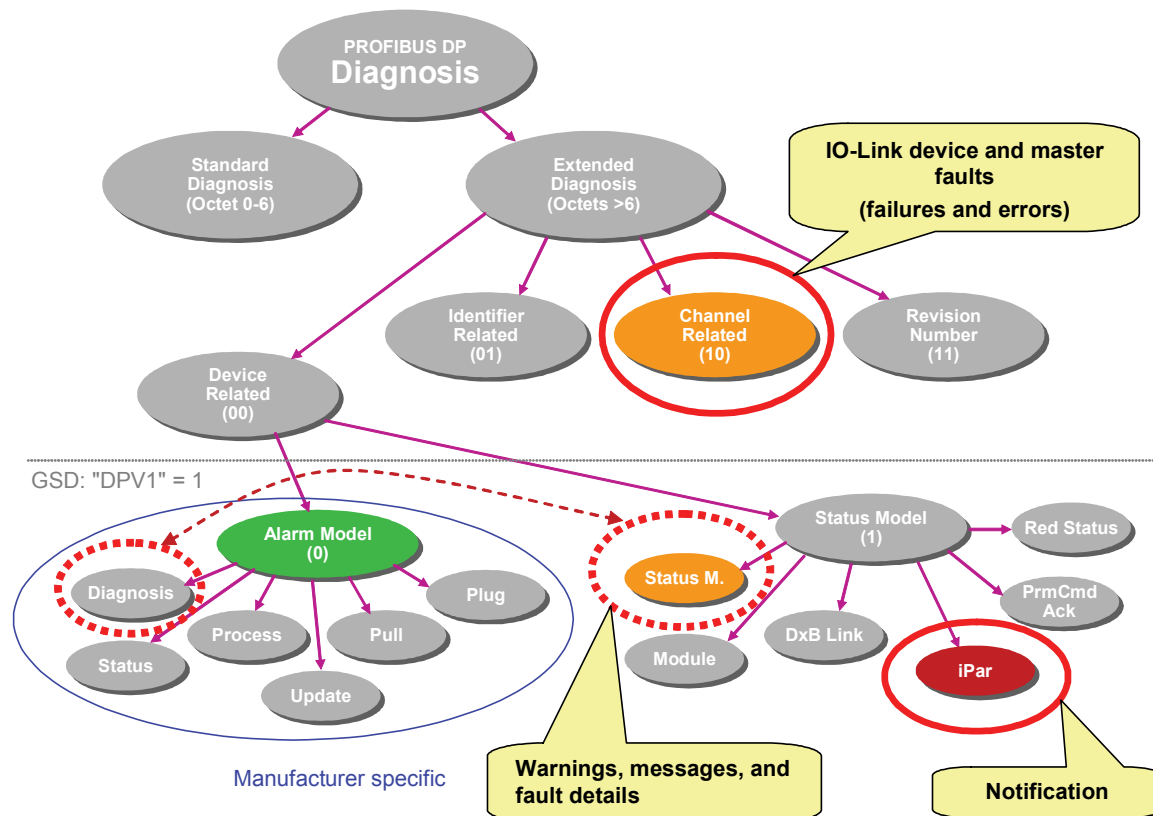 PROFIBUS DP
Diagnosis
Standard
Diagnosis
(Octet 0-6)
Extended
Diagnosis
(Octets >6)
IO-Link device and master
faults
(failures and errors)
Identifier
Related
(01)
Channel
Related
(10)
Revision
Number
(11)
Device
Related
(00)
GSD: "DPV1" = 1
Alarm Model
(0)
Status Model
(1)
Red Status
Diagnosis
Status M.
Plug
PrmCmd
Ack
Process
Pull
DxB Link
Status
Module
iPar
Update
Manufacturer specific
Warnings, messages, and
fault details
Notification